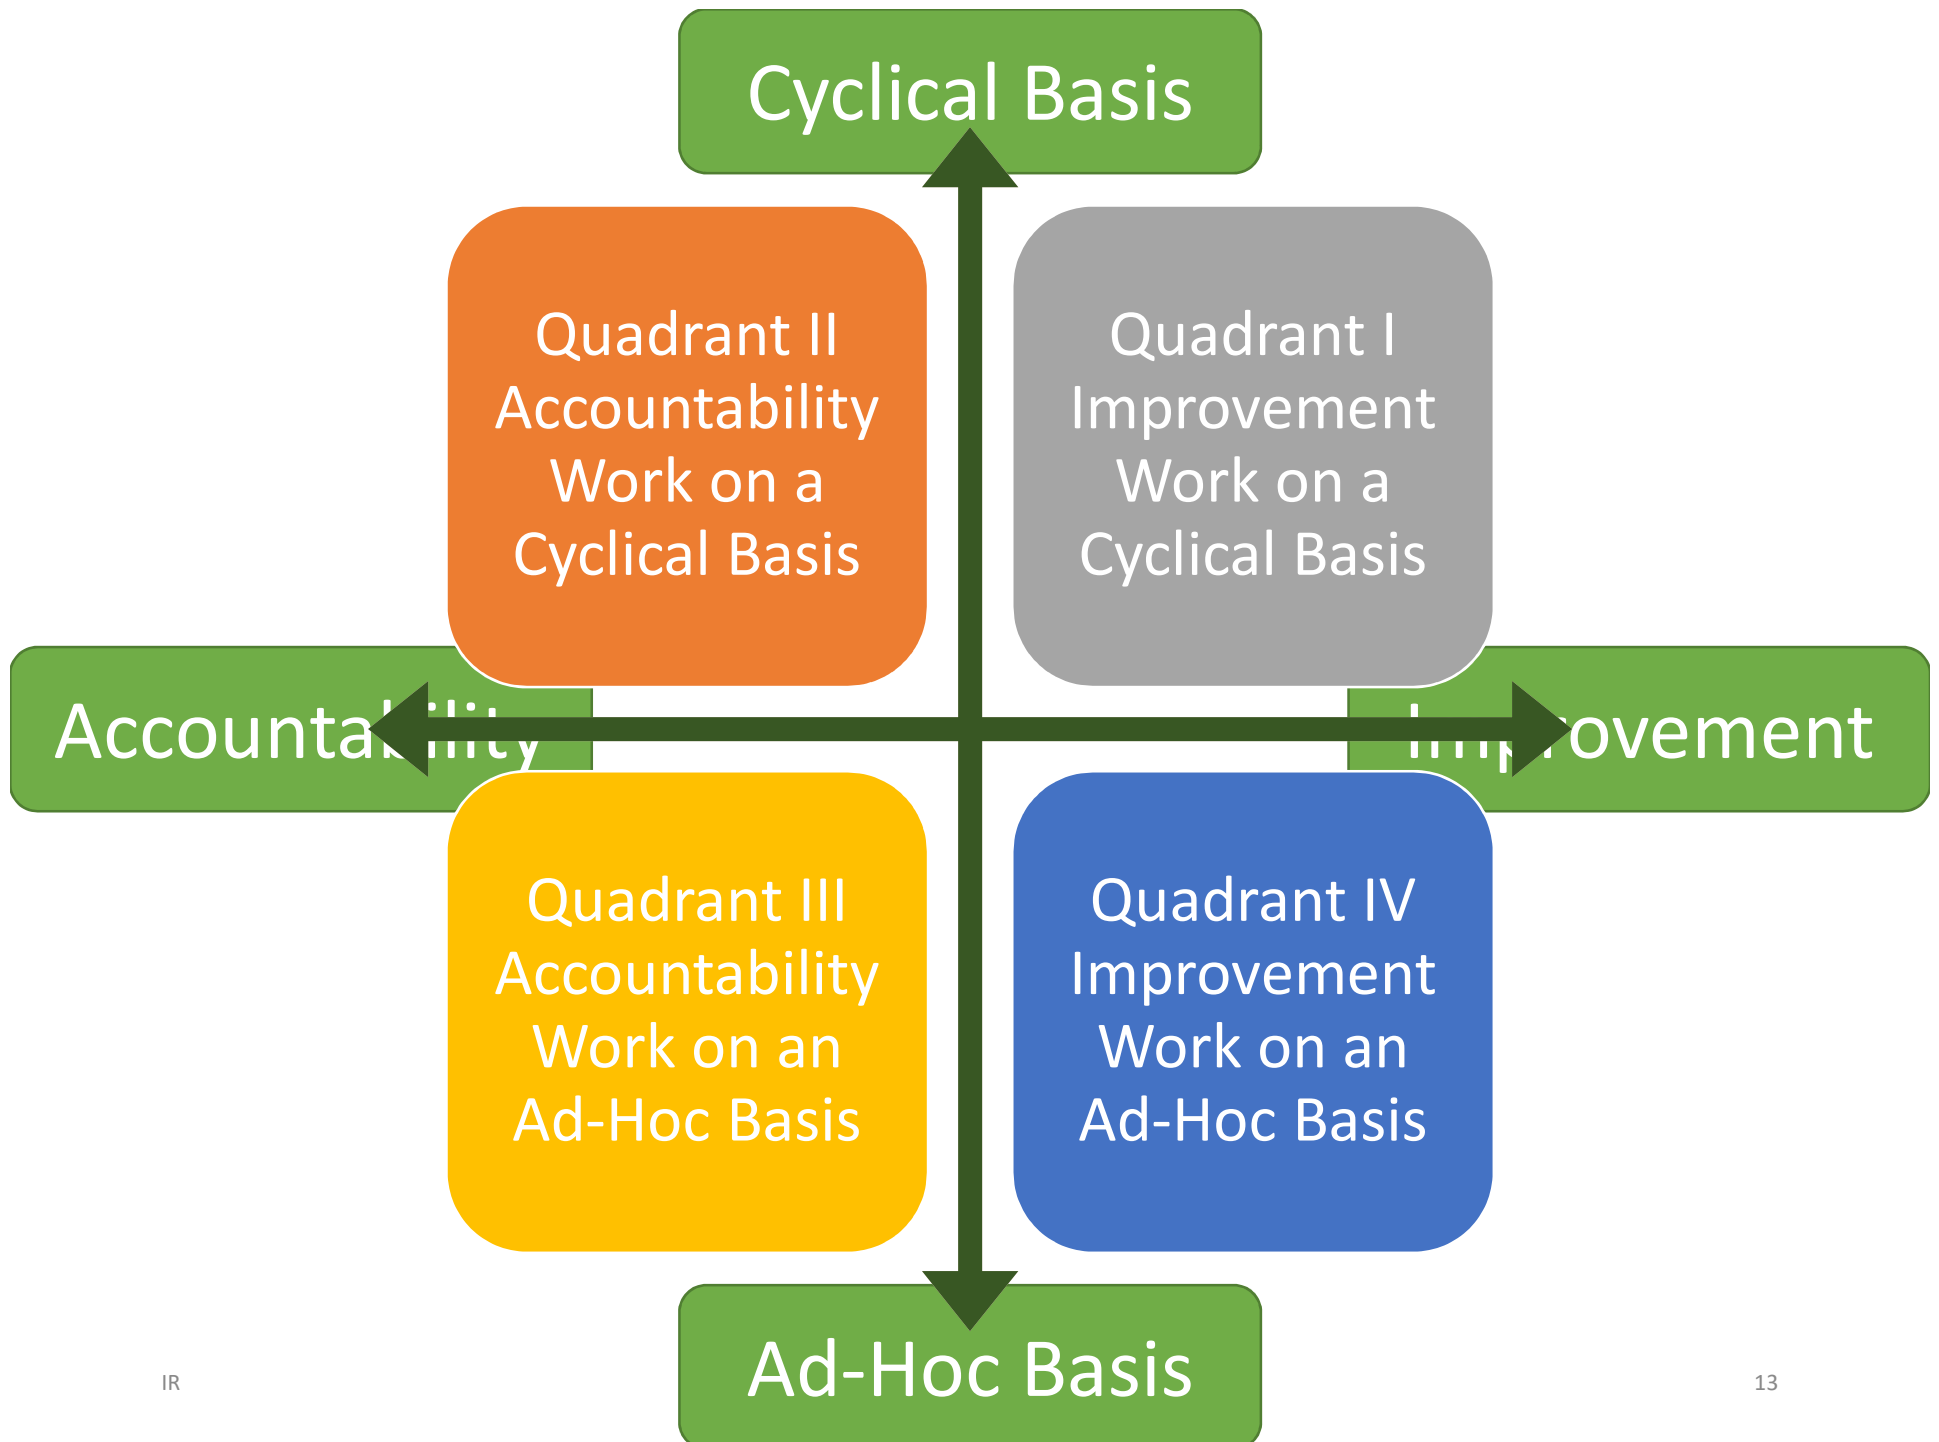 Cyclical Basis
Quadrant II
Accountability
Work on a
Cyclical Basis
Quadrant I
Improvement
Work on a
Cyclical Basis
Accountability
Improvement
Quadrant III
Accountability
Work on an
Ad-Hoc Basis
Quadrant IV
Improvement
Work on an
Ad-Hoc Basis
Ad-Hoc Basis
IR
13